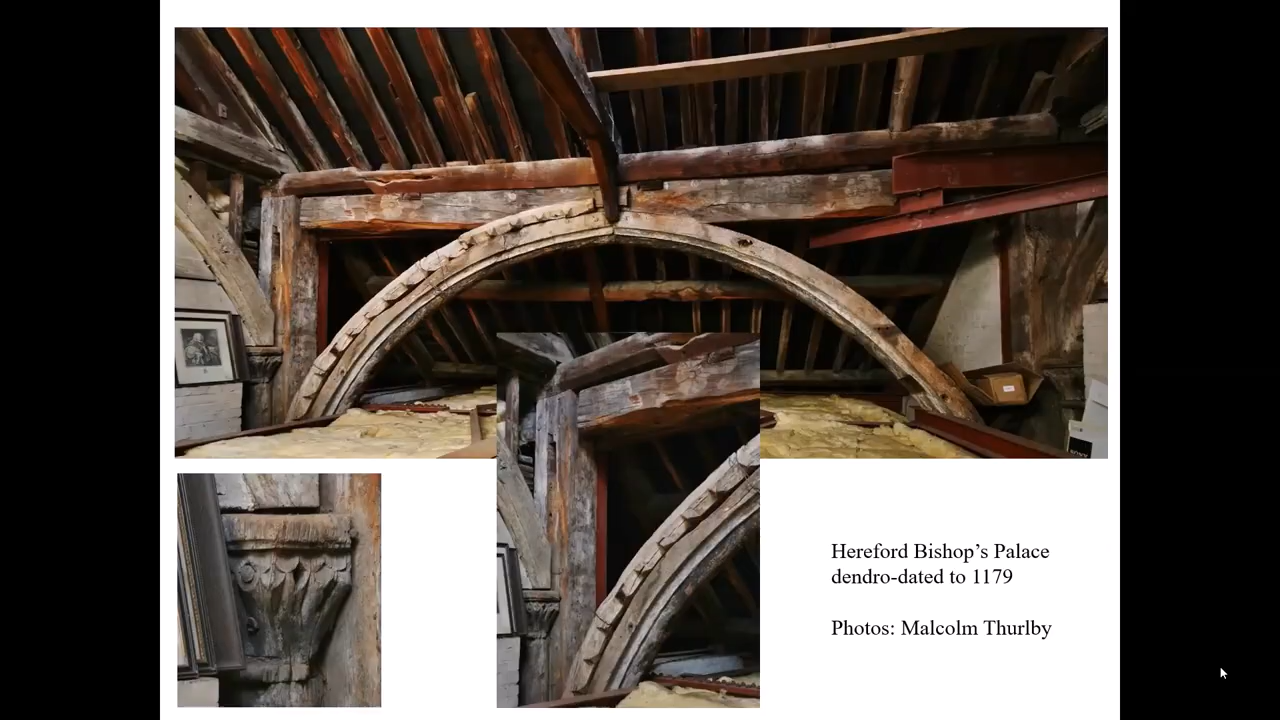 Hereford Bishop's Palace
dendro-dated to 1179
Photos: Malcolm Thurlby